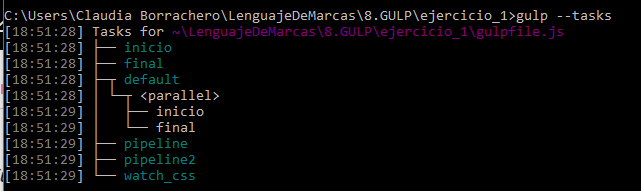 C:\Users\Claudia Borrachero\LenguajeDeMarcas\8.GULP\ejercicio_1>gulp --tasks
[18:51:28] Tasks for ~\LenguajeDeMarcas\8.GULP\ejercicio_1\gulpfile.js
[18:51:28] ├── inicio
[18:51:28] ├── final
[18:51:28] ├─┬ default
[18:51:28] │ └─┬ <parallel>
[18:51:29] │   ├── inicio
[18:51:29] │   └── final
[18:51:29] ├── pipeline
[18:51:29] ├── pipeline2
[18:51:29] └── watch_css